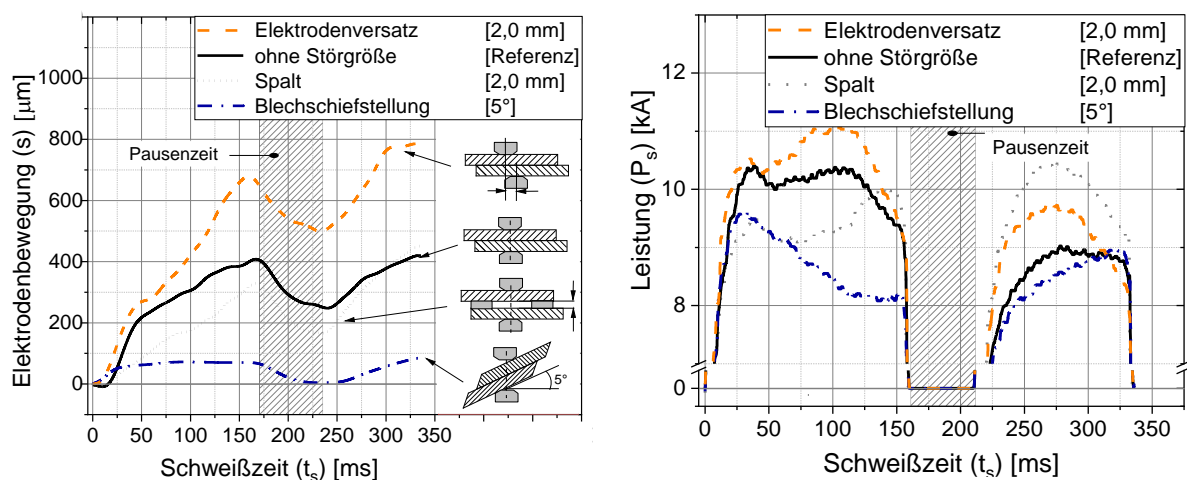 Elektrodenversatz [2,0 mm]
ohne Störgröße [Referenz]
Spalt [2,0 mm]
Blechschiefstellung [5°]
1000
800
600
400
200
0
Elektrodenbewegung (s) [µm]
Pausenzeit
5°
0 50 100 150 200 250 300 350
Schweißzeit (ts) [ms]
Elektrodenversatz [2,0 mm]
ohne Störgröße [Referenz]
Spalt [2,0 mm]
Blechschiefstellung [5°]
12
10
8
0
Leistung (Ps) [kA]
Pausenzeit
0 50 100 150 200 250 300 350
Schweißzeit (ts) [ms]